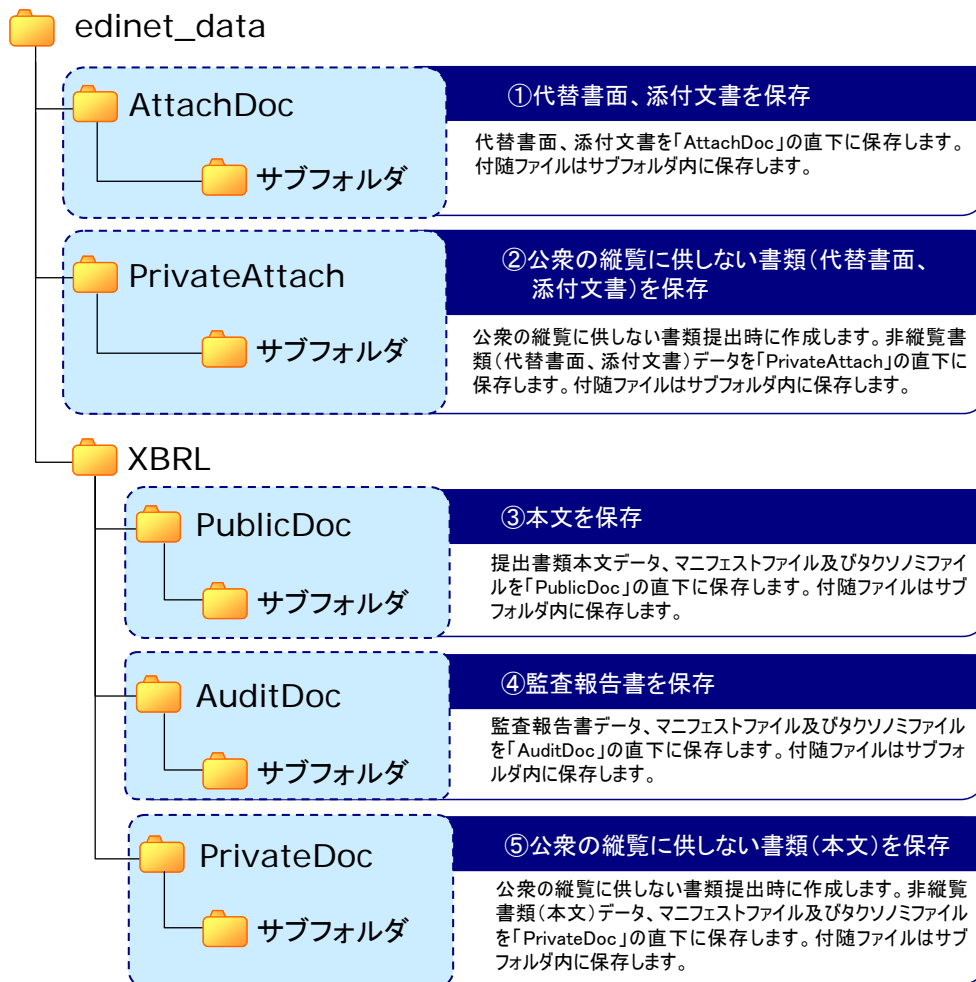 edinet_data
AttachDoc
サブフォルダ
①代替書面、添付文書を保存
代替書面、添付文書を「AttachDoc」の直下に保存します。
付随ファイルはサブフォルダ内に保存します。
PrivateAttach
サブフォルダ
②公衆の縦覧に供しない書類(代替書面、
添付文書)を保存
公衆の縦覧に供しない書類提出時に作成します。非縦覧書
類(代替書面、添付文書)データを「PrivateAttach」の直下に
保存します。付随ファイルはサブフォルダ内に保存します。
XBRL
PublicDoc
サブフォルダ
③本文を保存
提出書類本文データ、マニフェストファイル及びタクソノミファイ
ルを「PublicDoc」の直下に保存します。付随ファイルはサブ
フォルダ内に保存します。
AuditDoc
サブフォルダ
④監査報告書を保存
監査報告書データ、マニフェストファイル及びタクソノミファイル
を「AuditDoc」の直下に保存します。付随ファイルはサブフォ
ルダ内に保存します。
PrivateDoc
サブフォルダ
⑤公衆の縦覧に供しない書類(本文)を保存
公衆の縦覧に供しない書類提出時に作成します。非縦覧
書類(本文)データ、マニフェストファイル及びタクソノミファイル
を「PrivateDoc」の直下に保存します。付随ファイルはサブ
フォルダ内に保存します。